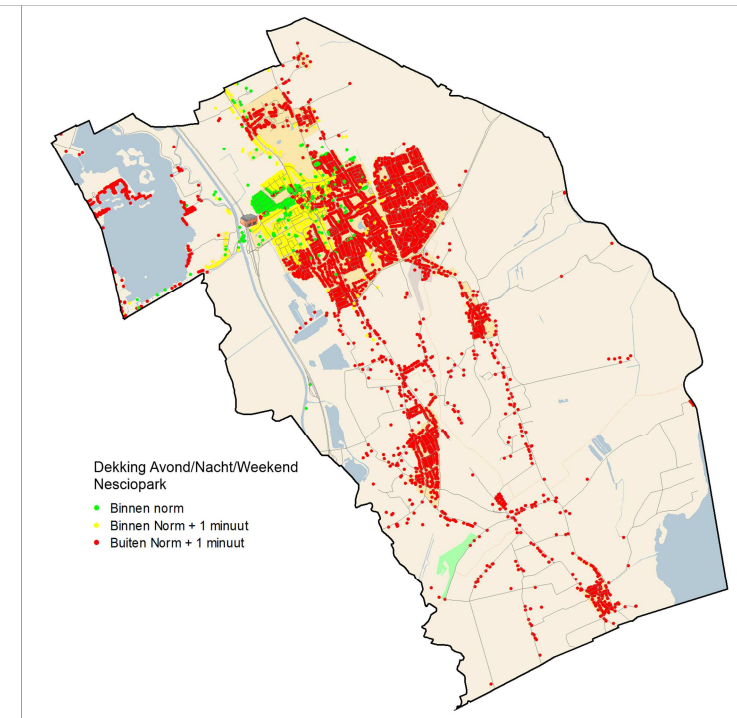 Dekking Avond/Nacht/Weekend
Nesciopark
Binnen norm
Binnen Norm + 1 minuut
Buiten Norm + 1 minuut